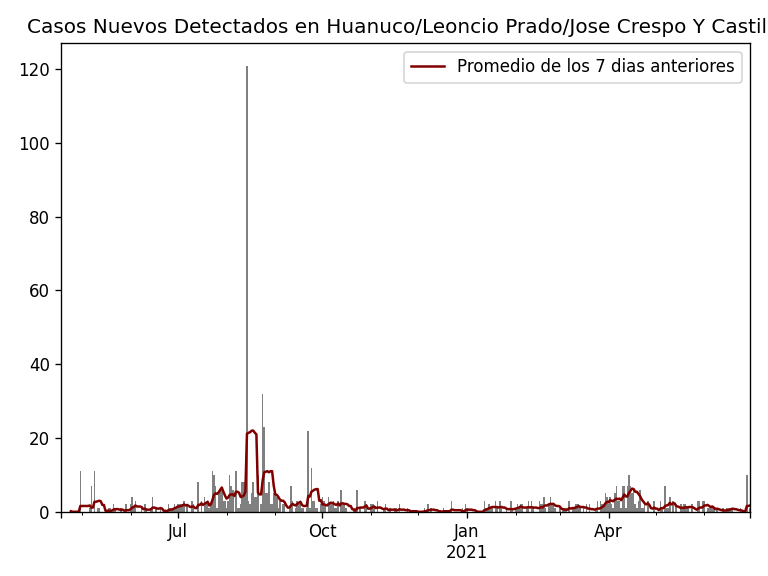 Casos Nuevos Detectados en Huanuco/Leoncio Prado/Jose Crespo Y Castil
Promedio de los 7 dias anteriores
120
100
80
60
40
20
0
Jul Oct Jan Apr
2021